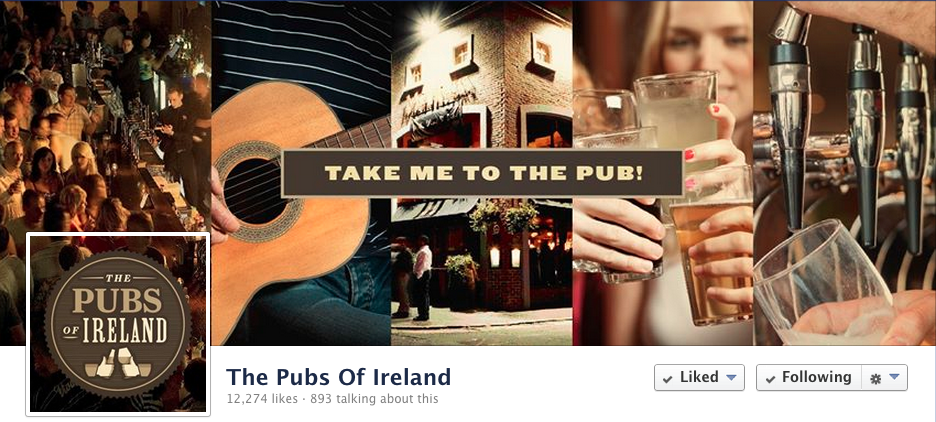 TAKE ME TO THE PUB!
THE
PUBS
OF IRELAND
The Pubs Of Ireland
12,274 likes · 893 talking about this
Liked
Following